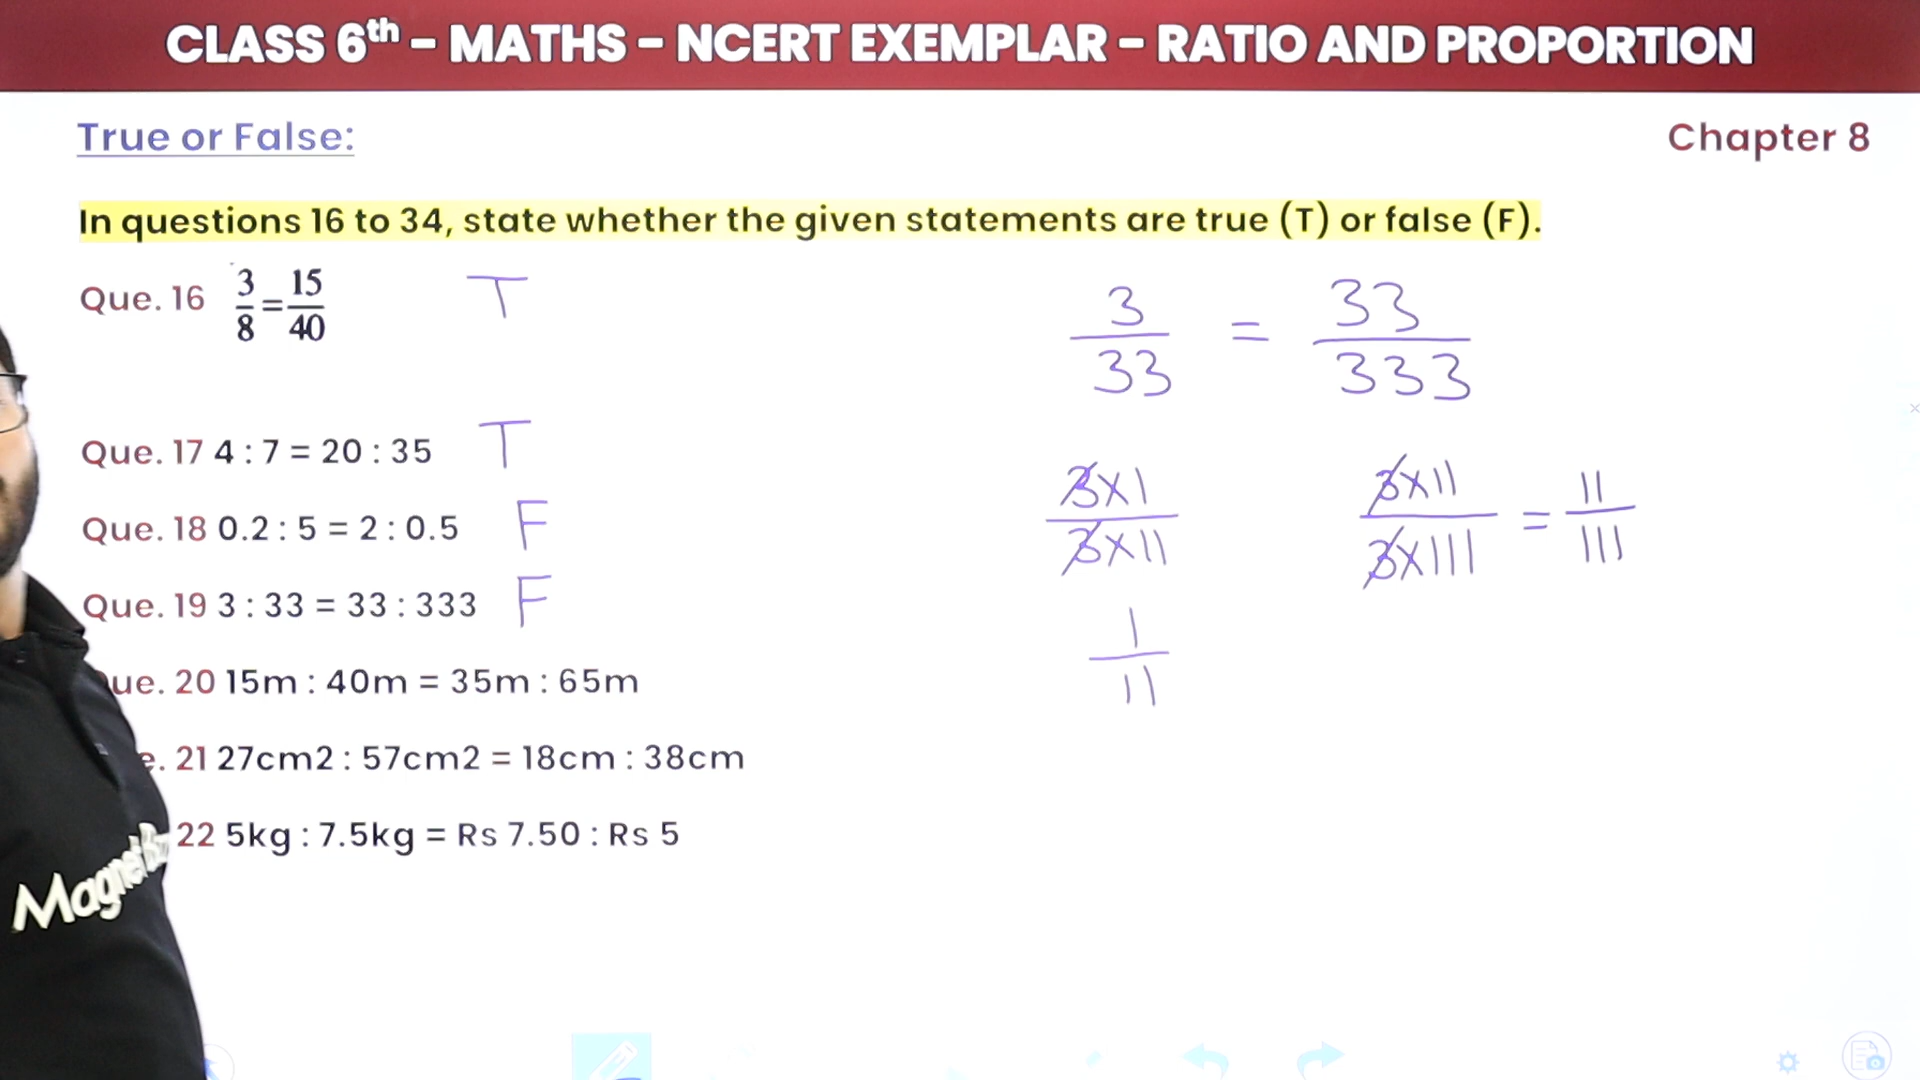 CLASS 6th - MATHS - NCERT EXEMPLAR - RATIO AND PROPORTION
True or False:
Chapter 8
In questions 16 to 34, state whether the given statements are true (T) or false (F).
Que. 16 3/8 = 15/40 T
3/33 = 33/333
Que. 17 4 : 7 = 20 : 35 T
Que. 18 0.2 : 5 = 2 : 0.5 F
3×1/3×11
3×11/3×111 = 11/111
Que. 19 3 : 33 = 33 : 333 F
1/11
ue. 20 15m : 40m = 35m : 65m
e. 21 27cm2 : 57cm2 = 18cm : 38cm
22 5kg : 7.5kg = Rs 7.50 : Rs 5